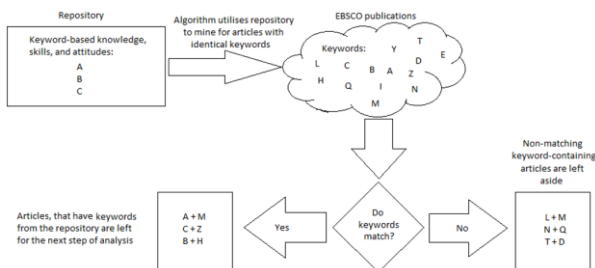 Repository
Keyword-based knowledge,
skills, and attitudes:
A
B
C
Algorithm utilises repository
to mine for articles with
identical keywords
EBSCO publications
Keywords:
Y
T
E
L
C
B
A
D
Z
H
Q
I
N
M
Non-matching
keyword-containing
articles are left
aside
Articles, that have keywords
from the repository are left
for the next step of analysis
A + M
C + Z
B + H
Yes
Do
keywords
match?
No
L + M
N + Q
T + D